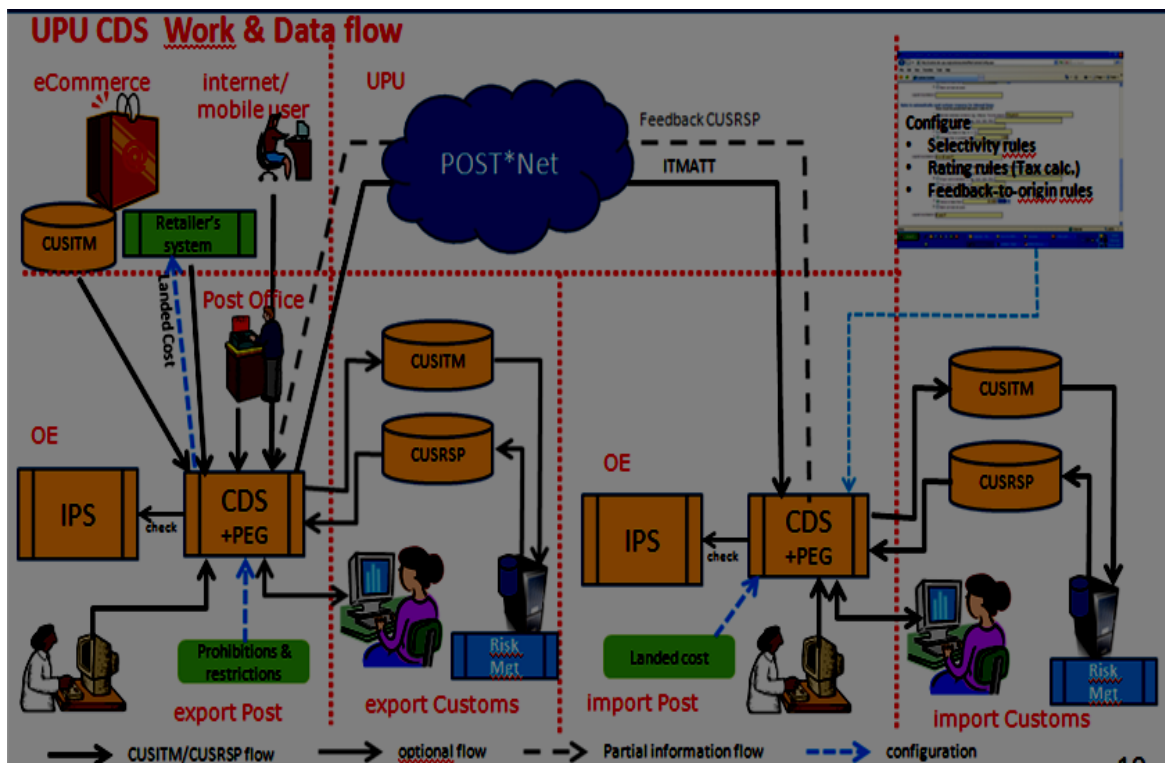 UPU CDS Work & Data flow
eCommerce
internet/
mobile user
UPU
POST*Net
Feedback CUSRSP
ITMATT
Configure
• Selectivity rules
• Rating rules (Tax calc.)
• Feedback-to-origin rules
CUSITM
Retailer's
system
Landed Cost
Post Office
CUSITM
CUSRSP
CUSITM
CUSRSP
OE
OE
IPS
check
CDS
+PEG
IPS
check
CDS
+PEG
Prohibitions &
restrictions
Risk
Mgt
Landed cost
Risk
Mgt
export Post
export Customs
import Post
import Customs
CUSITM/CUSRSP flow
optional flow
Partial information flow
configuration